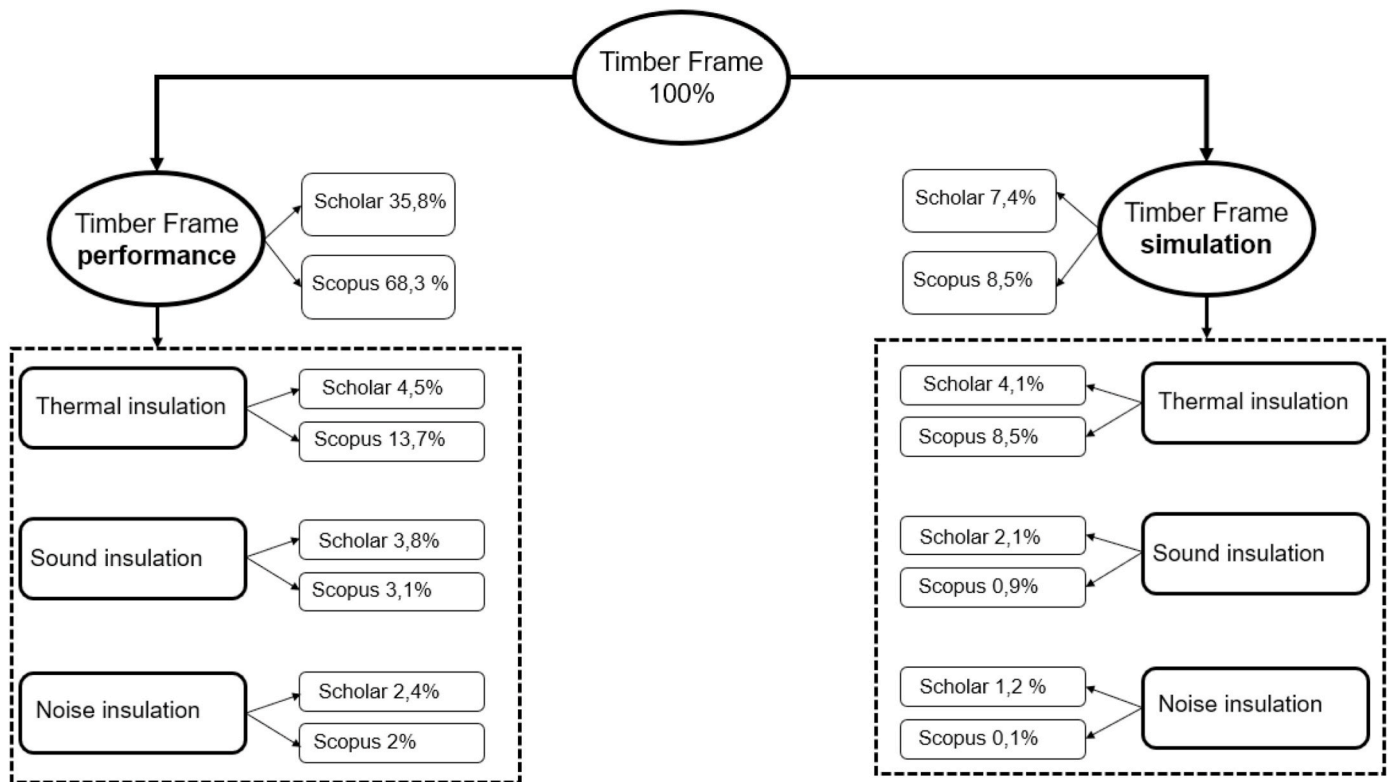 Timber Frame
100%
Timber Frame
performance
Scholar 35,8%
Scopus 68,3 %
Thermal insulation
Scholar 4,5%
Scopus 13,7%
Sound insulation
Scholar 3,8%
Scopus 3,1%
Noise insulation
Scholar 2,4%
Scopus 2%
Timber Frame
simulation
Scholar 7,4%
Scopus 8,5%
Scholar 4,1%
Scopus 8,5%
Thermal insulation
Scholar 2,1%
Scopus 0,9%
Sound insulation
Scholar 1,2 %
Scopus 0,1%
Noise insulation